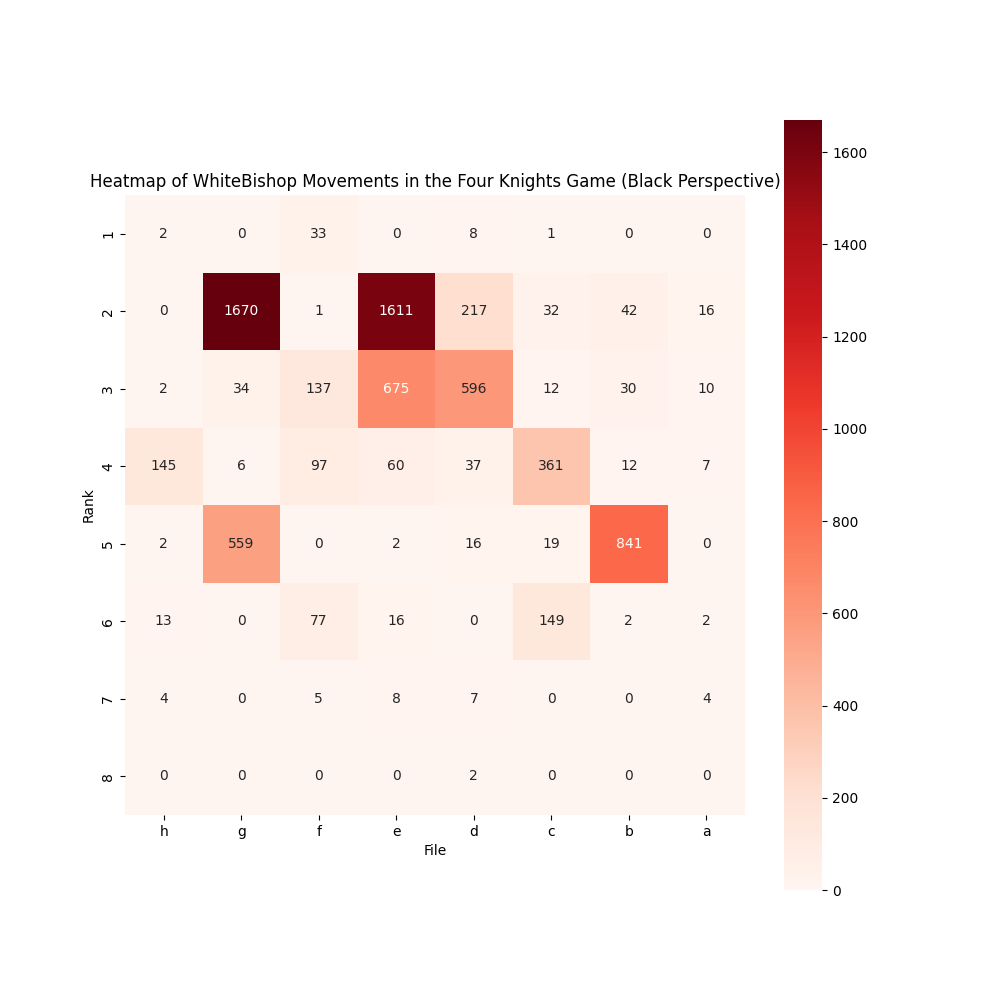 Heatmap of WhiteBishop Movements in the Four Knights Game (Black Perspective)
1 2 0 33 0 8 1 0 0
2 0 1670 1 1611 217 32 42 16
3 2 34 137 675 596 12 30 10
4 145 6 97 60 37 361 12 7
5 2 559 0 2 16 19 841 0
6 13 0 77 16 0 149 2 2
7 4 0 5 8 7 0 0 4
8 0 0 0 0 2 0 0 0
h g f e d c b a
File
Rank
1600
1400
1200
1000
800
600
400
200
0